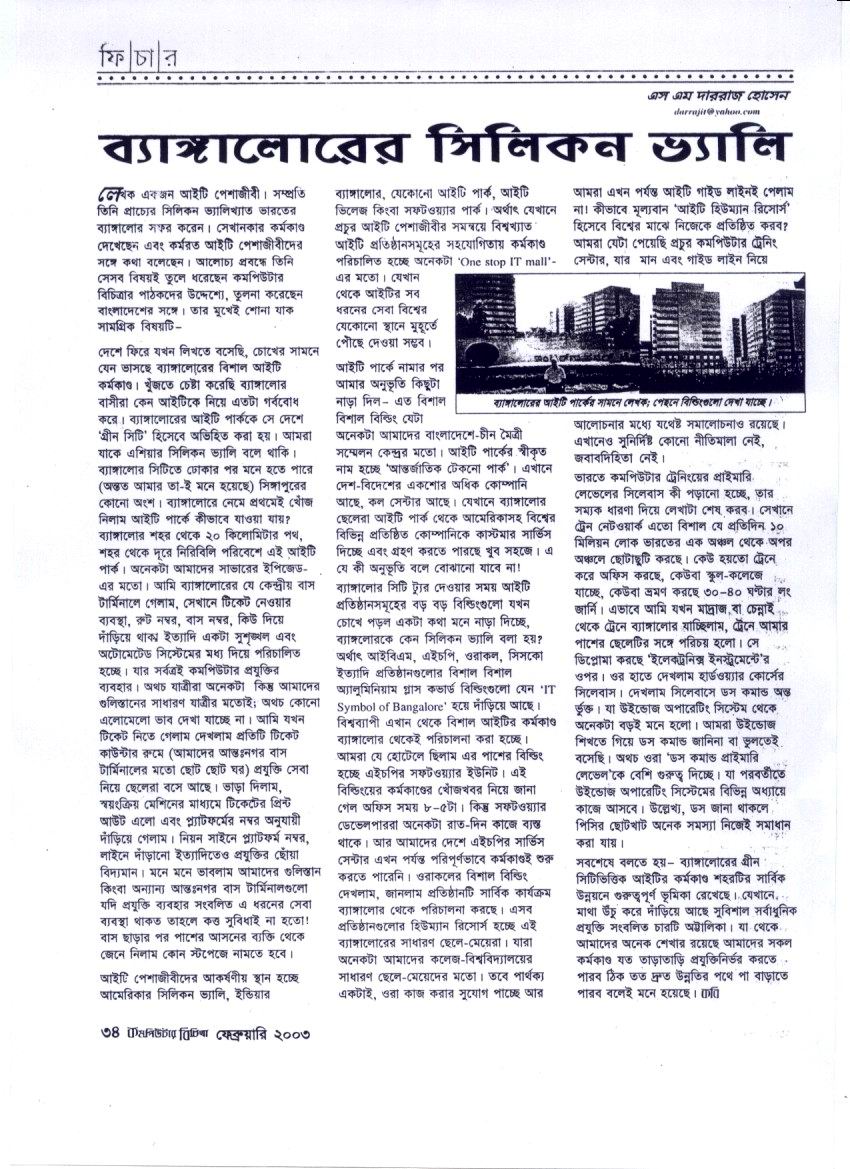 ফিচার
এস এম দাররাজ হোসেন
darrajit@yahoo.com
ব্যাঙ্গালোরের সিলিকন ভ্যালি
লেখক একজন আইটি পেশাজীবী। সম্প্রতি
তিনি প্রাচ্যের সিলিকন ভ্যালিখ্যাত ভারতের
ব্যাঙ্গালোর সফর করেন। সেখানকার কর্মকাণ্ড
দেখেছেন এবং কর্মরত আইটি পেশাজীবীদের
সঙ্গে কথা বলেছেন। আলোচ্য প্রবন্ধে তিনি
সেসব বিষয়ই তুলে ধরেছেন কমপিউটার
বিচিত্রার পাঠকদের উদ্দেশ্যে, তুলনা করেছেন
বাংলাদেশের সঙ্গে। তার মুখেই শোনা যাক
সামগ্রিক বিষয়টি–
দেশে ফিরে যখন লিখতে বসেছি, চোখের সামনে
যেন ভাসছে ব্যাঙ্গালোরের বিশাল আইটি
কর্মকাণ্ড। খুঁজতে চেষ্টা করেছি ব্যাঙ্গালোর
বাসীরা কেন আইটিকে নিয়ে এতটা গর্ববোধ
করে। ব্যাঙ্গালোরের আইটি পার্ককে সে দেশে
'গ্রীন সিটি' হিসেবে অভিহিত করা হয়। আমরা
যাকে এশিয়ার সিলিকন ভ্যালি বলে থাকি।
ব্যাঙ্গালোর সিটিতে ঢোকার পর মনে হতে পারে
(অন্তত আমার তা-ই মনে হয়েছে) সিঙ্গাপুরের
কোনো অংশ। ব্যাঙ্গালোরে নেমে প্রথমেই খোঁজ
নিলাম আইটি পার্কে কীভাবে যাওয়া যায়?
ব্যাঙ্গালোর শহর থেকে ২০ কিলোমিটার পথ,
শহর থেকে দূরে নিরিবিলি পরিবেশে এই আইটি
পার্ক। অনেকটা আমাদের সাভারের ইপিজেড-
এর মতো। আমি ব্যাঙ্গালোরের যে কেন্দ্রীয় বাস
টার্মিনালে গেলাম, সেখানে টিকেট নেওয়ার
ব্যবস্থা, রুট নম্বর, বাস নম্বর, কিউ দিয়ে
দাঁড়িয়ে থাকা ইত্যাদি একটা সুশৃঙ্খল এবং
অটোমেটেড সিস্টেমের মধ্য দিয়ে পরিচালিত
হচ্ছে। যার সর্বত্রই কমপিউটার প্রযুক্তির
ব্যবহার। অথচ যাত্রীরা অনেকটা কিন্তু আমাদের
গুলিস্তানের সাধারণ যাত্রীর মতোই; অথচ কোনো
এলোমেলো ভাব দেখা যাচ্ছে না। আমি যখন
টিকেট নিতে গেলাম দেখলাম প্রতিটি টিকেট
কাউন্টার রুমে (আমাদের আন্তঃনগর বাস
টার্মিনালের মতো ছোট ছোট ঘর) প্রযুক্তি সেবা
নিয়ে ছেলেরা বসে আছে। ভাড়া দিলাম,
স্বয়ংক্রিয় মেশিনের মাধ্যমে টিকেটের প্রিন্ট
আউট এলো এবং প্ল্যাটফর্মের নম্বর অনুযায়ী
দাঁড়িয়ে গেলাম। নিয়ন সাইনে প্ল্যাটফর্ম নম্বর,
লাইনে দাঁড়ানো ইত্যাদিতেও প্রযুক্তির ছোঁয়া
বিদ্যমান। মনে মনে ভাবলাম আমাদের গুলিস্তান
কিংবা অন্যান্য আন্তঃনগর বাস টার্মিনালগুলো
যদি প্রযুক্তি ব্যবহার সংবলিত এ ধরনের সেবা
ব্যবস্থা থাকত তাহলে কত সুবিধাই না হতো!
বাস ছাড়ার পর পাশের আসনের ব্যক্তি থেকে
জেনে নিলাম কোন স্টপেজে নামতে হবে।
আইটি পেশাজীবীদের আকর্ষণীয় স্থান হচ্ছে
আমেরিকার সিলিকন ভ্যালি, ইন্ডিয়ার
ব্যাঙ্গালোর, যেকোনো আইটি পার্ক, আইটি
ভিলেজ কিংবা সফটওয়্যার পার্ক। অর্থাৎ যেখানে
প্রচুর আইটি পেশাজীবীর সমন্বয়ে বিশ্বখ্যাত
আইটি প্রতিষ্ঠানসমূহের সহযোগিতায় কর্মকাণ্ড
পরিচালিত হচ্ছে অনেকটা 'One stop IT mall'-
এর মতো। যেখান
থেকে আইটির সব
ধরনের সেবা বিশ্বের
যেকোনো স্থানে মুহূর্তে
পৌঁছে দেওয়া সম্ভব।
আইটি পার্কে নামার পর
আমার অনুভূতি কিছুটা
নাড়া দিল– এত বিশাল
বিশাল বিল্ডিং যেটা
অনেকটা আমাদের বাংলাদেশ-চীন মৈত্রী
সম্মেলন কেন্দ্রের মতো। আইটি পার্কের স্বীকৃত
নাম হচ্ছে 'আন্তর্জাতিক টেকনো পার্ক'। এখানে
দেশ-বিদেশের একশোর অধিক কোম্পানি
আছে, কল সেন্টার আছে। যেখানে ব্যাঙ্গালোর
ছেলেরা আইটি পার্ক থেকে আমেরিকাসহ বিশ্বের
বিভিন্ন প্রতিষ্ঠিত কোম্পানিকে কাস্টমার সার্ভিস
দিচ্ছে এবং গ্রহণ করতে পারছে খুব সহজে। এ
যে কী অনুভূতি বলে বোঝানো যাবে না!
ব্যাঙ্গালোর সিটি ট্যুর দেওয়ার সময় আইটি
প্রতিষ্ঠানসমূহের বড় বড় বিল্ডিংগুলো যখন
চোখে পড়ল একটা কথা মনে নাড়া দিচ্ছে,
ব্যাঙ্গলোরকে কেন সিলিকন ভ্যালি বলা হয়?
অর্থাৎ আইবিএম, এইচপি, ওরাকল, সিসকো
ইত্যাদি প্রতিষ্ঠানগুলোর বিশাল বিশাল
অ্যালুমিনিয়াম গ্লাস কভার্ড বিল্ডিংগুলো যেন 'IT
Symbol of Bangalore' হয়ে দাঁড়িয়ে আছে।
বিশ্বব্যাপী এখান থেকে বিশাল আইটির কর্মকাণ্ড
ব্যাঙ্গালোর থেকেই পরিচালনা করা হচ্ছে।
আমরা যে হোটেলে ছিলাম এর পাশের বিল্ডিং
হচ্ছে এইচপির সফটওয়্যার ইউনিট। এই
বিল্ডিংয়ের কর্মকাণ্ডের খোঁজখবর নিয়ে জানা
গেল অফিস সময় ৮-৫টা। কিন্তু সফটওয়্যার
ডেভেলপাররা অনেকটা রাত-দিন কাজে ব্যস্ত
থাকে। আর আমাদের দেশে এইচপির সার্ভিস
সেন্টার এখন পর্যন্ত পরিপূর্ণভাবে কর্মকাণ্ডই শুরু
করতে পারেনি। ওরাকলের বিশাল বিল্ডিং
দেখলাম, জানলাম প্রতিষ্ঠানটি সার্বিক কার্যক্রম
ব্যাঙ্গালোর থেকে পরিচালনা করছে। এসব
প্রতিষ্ঠানগুলোর হিউম্যান রিসোর্স হচ্ছে এই
ব্যাঙ্গালোরের সাধারণ ছেলে-মেয়েরা। যারা
অনেকটা আমাদের কলেজ-বিশ্ববিদ্যালয়ের
সাধারণ ছেলে-মেয়েদের মতো। তবে পার্থক্য
একটাই, ওরা কাজ করার সুযোগ পাচ্ছে আর
আমরা এখন পর্যন্ত আইটি গাইড লাইনই পেলাম
না! কীভাবে মূল্যবান 'আইটি হিউম্যান রিসোর্স'
হিসেবে বিশ্বের মাঝে নিজেকে প্রতিষ্ঠিত করব?
আমরা যেটা পেয়েছি প্রচুর কমপিউটার ট্রেনিং
সেন্টার, যার মান এবং গাইড লাইন নিয়ে
ব্যাঙ্গালোরের আইটি পার্কের সামনে লেখক; পেছনে বিল্ডিংগুলো দেখা যাচ্ছে।
আলোচনার মধ্যে যথেষ্ট সমালোচনাও রয়েছে।
এখানেও সুনির্দিষ্ট কোনো নীতিমালা নেই,
জবাবদিহিতা নেই।
ভারতে কমপিউটার ট্রেনিংয়ের প্রাইমারি
লেভেলের সিলেবাস কী পড়ানো হচ্ছে, তার
সম্যক ধারণা দিয়ে লেখাটা শেষ করব। সেখানে
ট্রেন নেটওয়ার্ক এতো বিশাল যে প্রতিদিন ১০
মিলিয়ন লোক ভারতের এক অঞ্চল থেকে অপর
অঞ্চলে ছোটাছুটি করছে। কেউ হয়তো ট্রেনে
করে অফিস করছে, কেউবা স্কুল-কলেজে
যাচ্ছে, কেউবা ভ্রমণ করছে ৩০-৪০ ঘন্টার লং
জার্নি। এভাবে আমি যখন মাদ্রাজ বা চেন্নাই
থেকে ট্রেনে ব্যাঙ্গালোর যাচ্ছিলাম, ট্রেনে আমার
পাশের ছেলেটির সঙ্গে পরিচয় হলো। সে
ডিপ্লোমা করছে 'ইলেকট্রনিক্স ইনস্ট্রুমেন্টে'র
ওপর। ওর হাতে দেখলাম হার্ডওয়্যার কোর্সের
সিলেবাস। দেখলাম সিলেবাসে ডস কমান্ড অন্ত
র্ভুক্ত। যা উইন্ডোজ অপারেটিং সিস্টেম থেকে
অনেকটা বড়ই মনে হলো। আমরা উইন্ডোজ
শিখতে গিয়ে ডস কমান্ড জানিনা বা ভুলতেই
বসেছি। অথচ ওরা 'ডস কমান্ড প্রাইমারি
লেভেল'কে বেশি গুরুত্ব দিচ্ছে। যা পরবর্তীতে
উইন্ডোজ অপারেটিং সিস্টেমের বিভিন্ন অধ্যায়ে
কাজে আসবে। উল্লেখ্য, ডস জানা থাকলে
পিসির ছোটখাট অনেক সমস্যা নিজেই সমাধান
করা যায়।
সবশেষে বলতে হয়– ব্যাঙ্গালোরের গ্রীন
সিটিভিত্তিক আইটির কর্মকাণ্ড শহরটির সার্বিক
উন্নয়নে গুরুত্বপূর্ণ ভূমিকা রেখেছে। যেখানে
মাথা উঁচু করে দাঁড়িয়ে আছে সুবিশাল সর্বাধুনিক
প্রযুক্তি সংবলিত চারটি অট্টালিকা। যা থেকে
আমাদের অনেক শেখার রয়েছে আমাদের সকল
কর্মকাণ্ড যত তাড়াতাড়ি প্রযুক্তিনির্ভর করতে
পারব ঠিক তত দ্রুত উন্নতির পথে পা বাড়াতে
পারব বলেই মনে হয়েছে। কবি
৩৪ কমপিউটার বিচিত্রা ফেব্রুয়ারি ২০০৩